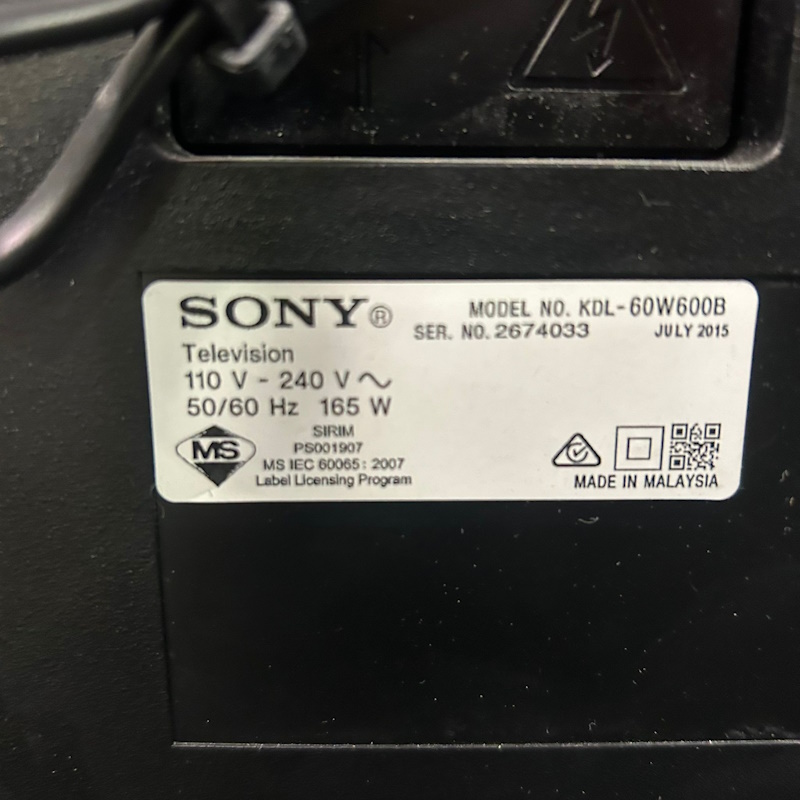 SONY®
MODEL NO. KDL-60W600B
SER. NO. 2674033 JULY 2015
Television
110 V - 240 V ~
50/60 Hz 165 W
MS
SIRIM
PS001907
MS IEC 60065: 2007
Label Licensing Program
MADE IN MALAYSIA